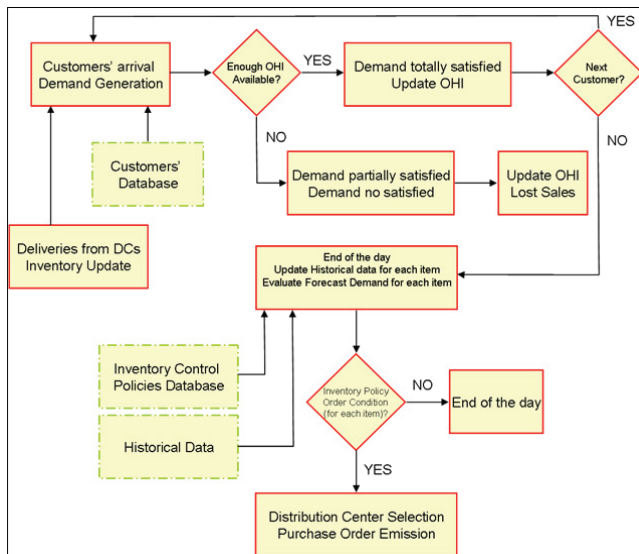 YES
Customers' arrival
Demand Generation
Enough OHI
Available?
YES
Demand totally satisfied
Update OHI
Next
Customer?
NO
NO
Customers'
Database
Demand partially satisfied
Demand no satisfied
Update OHI
Lost Sales
Deliveries from DCs
Inventory Update
End of the day
Update Historical data for each item
Evaluate Forecast Demand for each item
Inventory Control
Policies Database
Inventory Policy
Order Condition
(for each item)?
NO
End of the day
Historical Data
YES
Distribution Center Selection
Purchase Order Emission